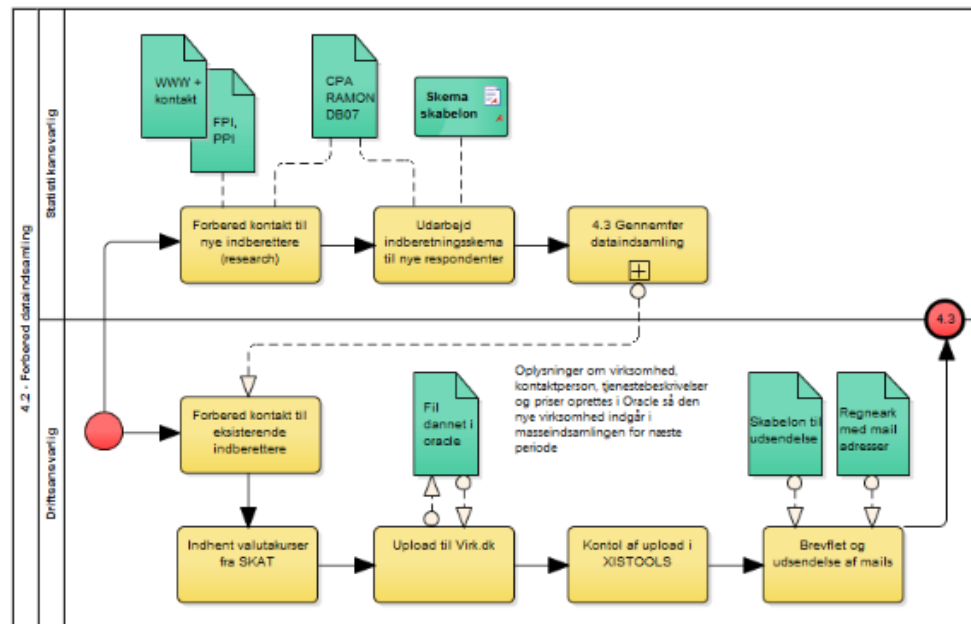 4.2 - Forbered dataindsamling
Statistikansvarlig
WWW +
kontakt
FPI,
PPI
CPA
RAMON
DB07
Skema
skabelon
Forbered kontakt til
nye indberettere
(research)
Udarbejd
indberetningsskema
til nye respondenter
4.3 Gennemfør
dataindsamling
4.3
Driftsansvarlig
Forbered kontakt til
eksisterende
indberettere
Fil
dannet i
oracle
Oplysninger om virksomhed,
kontaktperson, tjenestebeskrivelser
og priser oprettes i Oracle så den
nye virksomhed indgår i
masseindsamlingen for næste
periode
Skabelon til
udsendelse
Regneark
med mail
adresser
Indhent valutakurser
fra SKAT
Upload til Virk.dk
Kontol af upload i
XISTOOLS
Brevflet og
udsendelse af mails